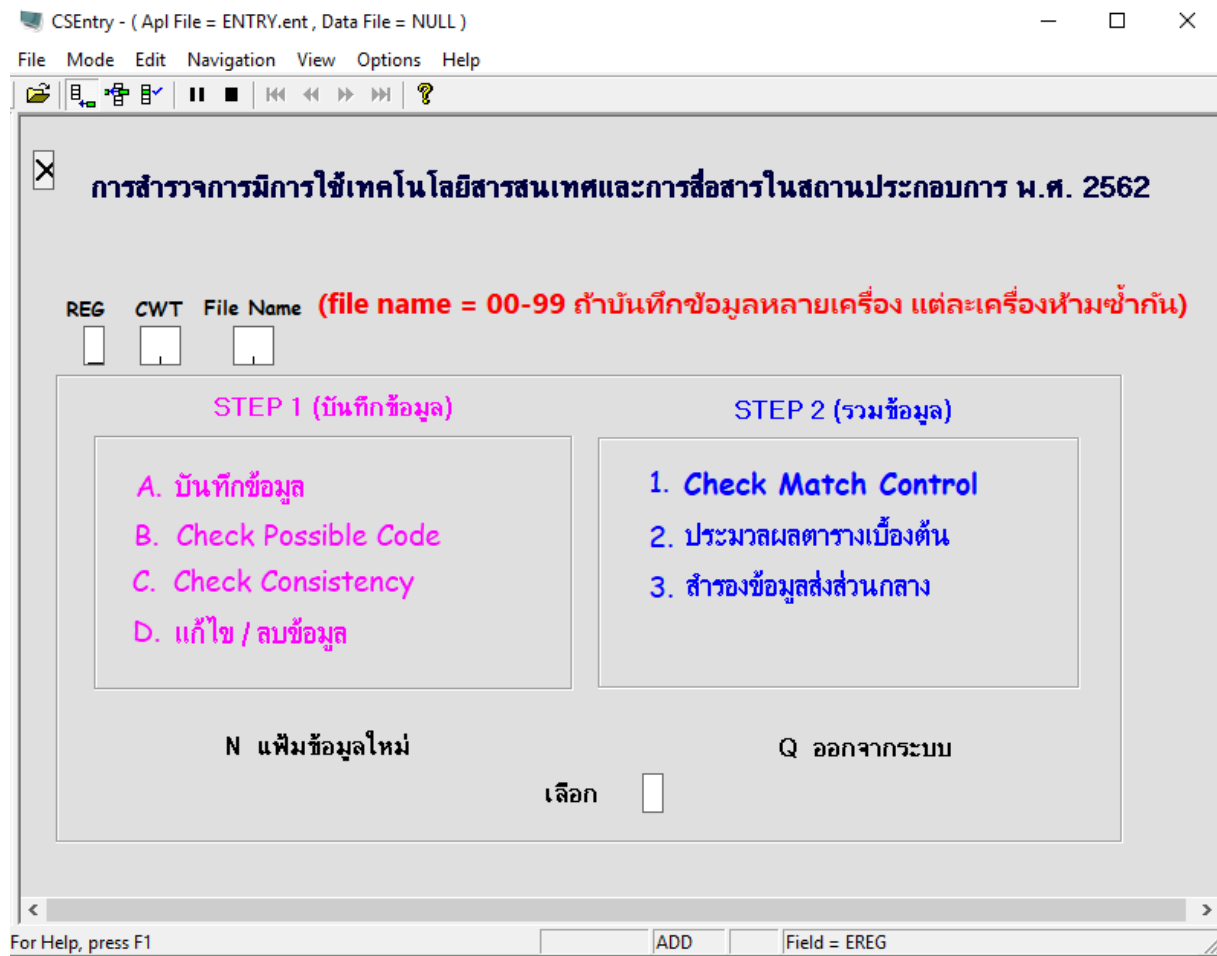 CSEntry - ( Apl File = ENTRY.ent , Data File = NULL )
File Mode Edit Navigation View Options Help
การสำรวจการมีการใช้เทคโนโลยีสารสนเทศและการสื่อสารในสถานประกอบการ พ.ศ. 2562
REG CWT File Name (file name = 00-99 ถ้าบันทึกข้อมูลหลายเครื่อง แต่ละเครื่องห้ามซ้ำกัน)
STEP 1 (บันทึกข้อมูล)
A. บันทึกข้อมูล
B. Check Possible Code
C. Check Consistency
D. แก้ไข / ลบข้อมูล
STEP 2 (รวมข้อมูล)
1. Check Match Control
2. ประมวลผลตารางเบื้องต้น
3. สำรองข้อมูลส่งส่วนกลาง
N แฟ้มข้อมูลใหม่ Q ออกจากระบบ
เลือก
For Help, press F1 ADD Field = EREG